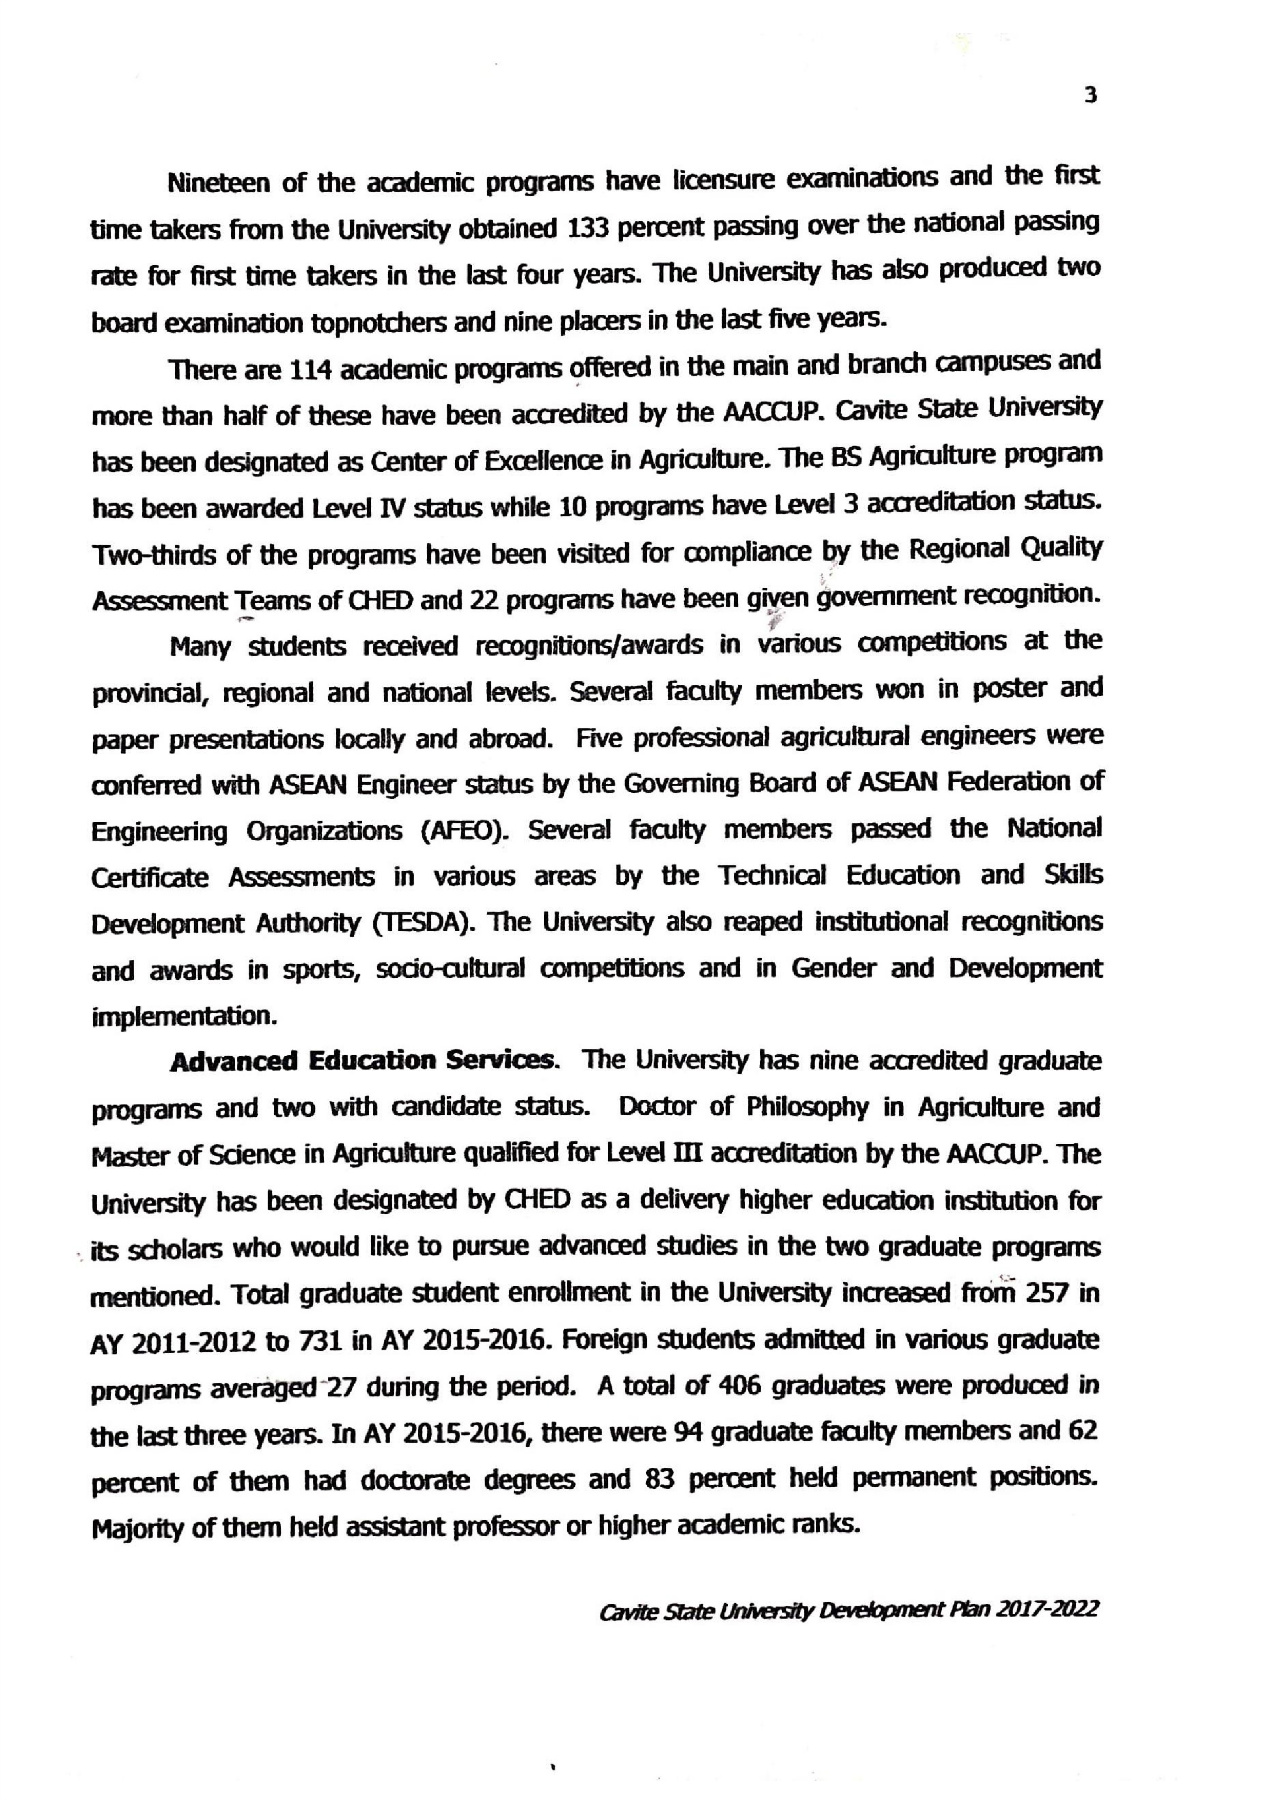 3
Nineteen of the academic programs have licensure examinations and the first
time takers from the University obtained 133 percent passing over the national passing
rate for first time takers in the last four years. The University has also produced two
board examination topnotchers and nine placers in the last five years.
There are 114 academic programs offered in the main and branch campuses and
more than half of these have been accredited by the AACCUP. Cavite State University
has been designated as Center of Excellence in Agriculture. The BS Agriculture program
has been awarded Level IV status while 10 programs have Level 3 accreditation status.
Two-thirds of the programs have been visited for compliance by the Regional Quality
Assessment Teams of CHED and 22 programs have been given government recognition.
Many students received recognitions/awards in various competitions at the
provincial, regional and national levels. Several faculty members won in poster and
paper presentations locally and abroad. Five professional agricultural engineers were
conferred with ASEAN Engineer status by the Governing Board of ASEAN Federation of
Engineering Organizations (AFEO). Several faculty members passed the National
Certificate Assessments in various areas by the Technical Education and Skills
Development Authority (TESDA). The University also reaped institutional recognitions
and awards in sports, socio-cultural competitions and in Gender and Development
implementation.
Advanced Education Services. The University has nine accredited graduate
programs and two with candidate status. Doctor of Philosophy in Agriculture and
Master of Science in Agriculture qualified for Level III accreditation by the AACCUP. The
University has been designated by CHED as a delivery higher education institution for
its scholars who would like to pursue advanced studies in the two graduate programs
mentioned. Total graduate student enrollment in the University increased from 257 in
AY 2011-2012 to 731 in AY 2015-2016. Foreign students admitted in various graduate
programs averaged 27 during the period. A total of 406 graduates were produced in
the last three years. In AY 2015-2016, there were 94 graduate faculty members and 62
percent of them had doctorate degrees and 83 percent held permanent positions.
Majority of them held assistant professor or higher academic ranks.
Cavite State University Development Plan 2017-2022